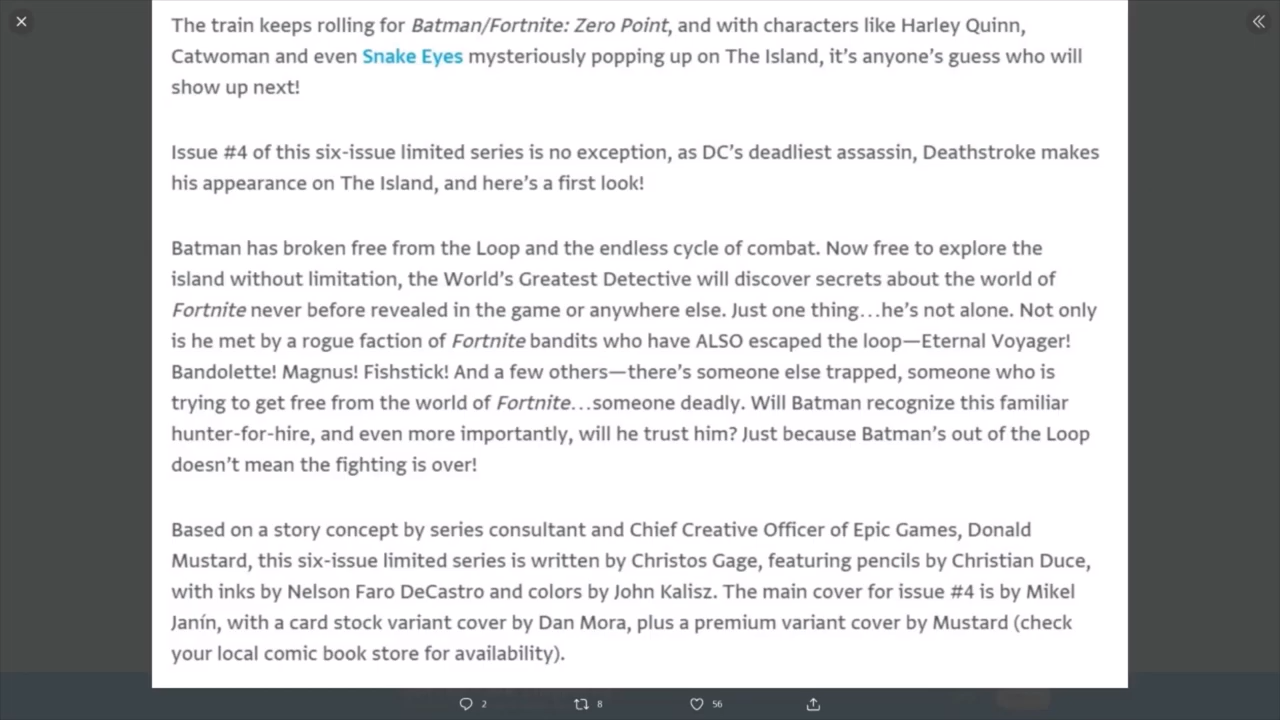 The train keeps rolling for Batman/Fortnite: Zero Point, and with characters like Harley Quinn,
Catwoman and even Snake Eyes mysteriously popping up on The Island, it's anyone's guess who will
show up next!
Issue #4 of this six-issue limited series is no exception, as DC's deadliest assassin, Deathstroke makes
his appearance on The Island, and here's a first look!
Batman has broken free from the Loop and the endless cycle of combat. Now free to explore the
island without limitation, the World's Greatest Detective will discover secrets about the world of
Fortnite never before revealed in the game or anywhere else. Just one thing…he's not alone. Not only
is he met by a rogue faction of Fortnite bandits who have ALSO escaped the loop—Eternal Voyager!
Bandolette! Magnus! Fishstick! And a few others—there's someone else trapped, someone who is
trying to get free from the world of Fortnite…someone deadly. Will Batman recognize this familiar
hunter-for-hire, and even more importantly, will he trust him? Just because Batman's out of the Loop
doesn't mean the fighting is over!
Based on a story concept by series consultant and Chief Creative Officer of Epic Games, Donald
Mustard, this six-issue limited series is written by Christos Gage, featuring pencils by Christian Duce,
with inks by Nelson Faro DeCastro and colors by John Kalisz. The main cover for issue #4 is by Mikel
Janín, with a card stock variant cover by Dan Mora, plus a premium variant cover by Mustard (check
your local comic book store for availability).
2 8 56